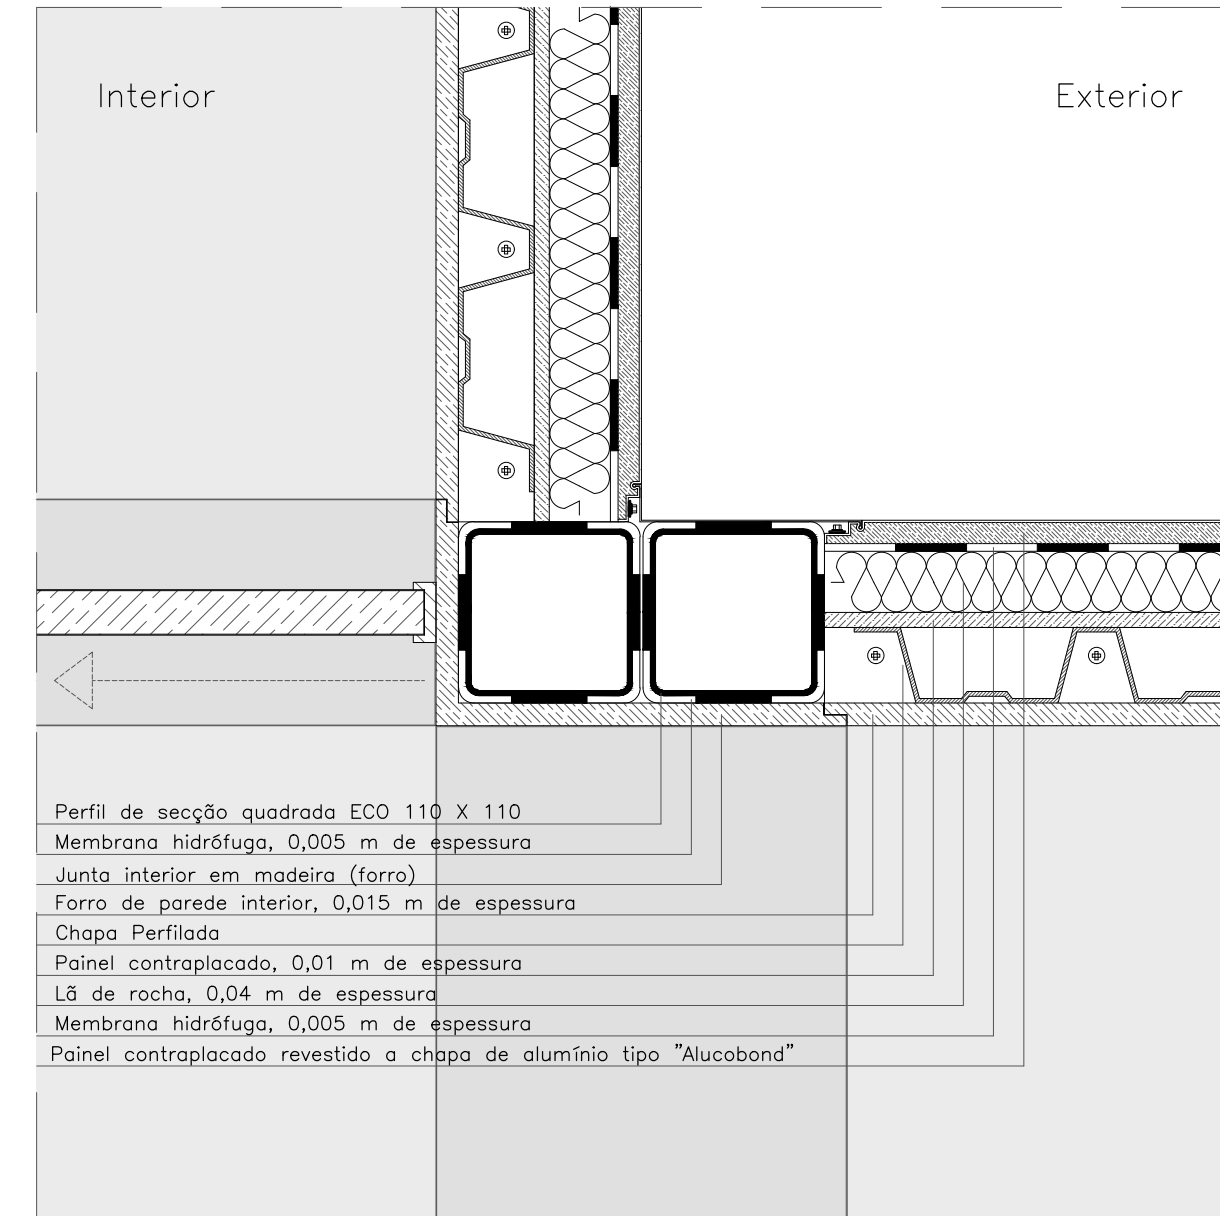 Interior
Exterior
Perfil de secção quadrada ECO 110 X 110
Membrana hidrófuga, 0,005 m de espessura
Junta interior em madeira (forro)
Forro de parede interior, 0,015 m de espessura
Chapa Perfilada
Painel contraplacado, 0,01 m de espessura
Lã de rocha, 0,04 m de espessura
Membrana hidrófuga, 0,005 m de espessura
Painel contraplacado revestido a chapa de alumínio tipo ”Alucobond”